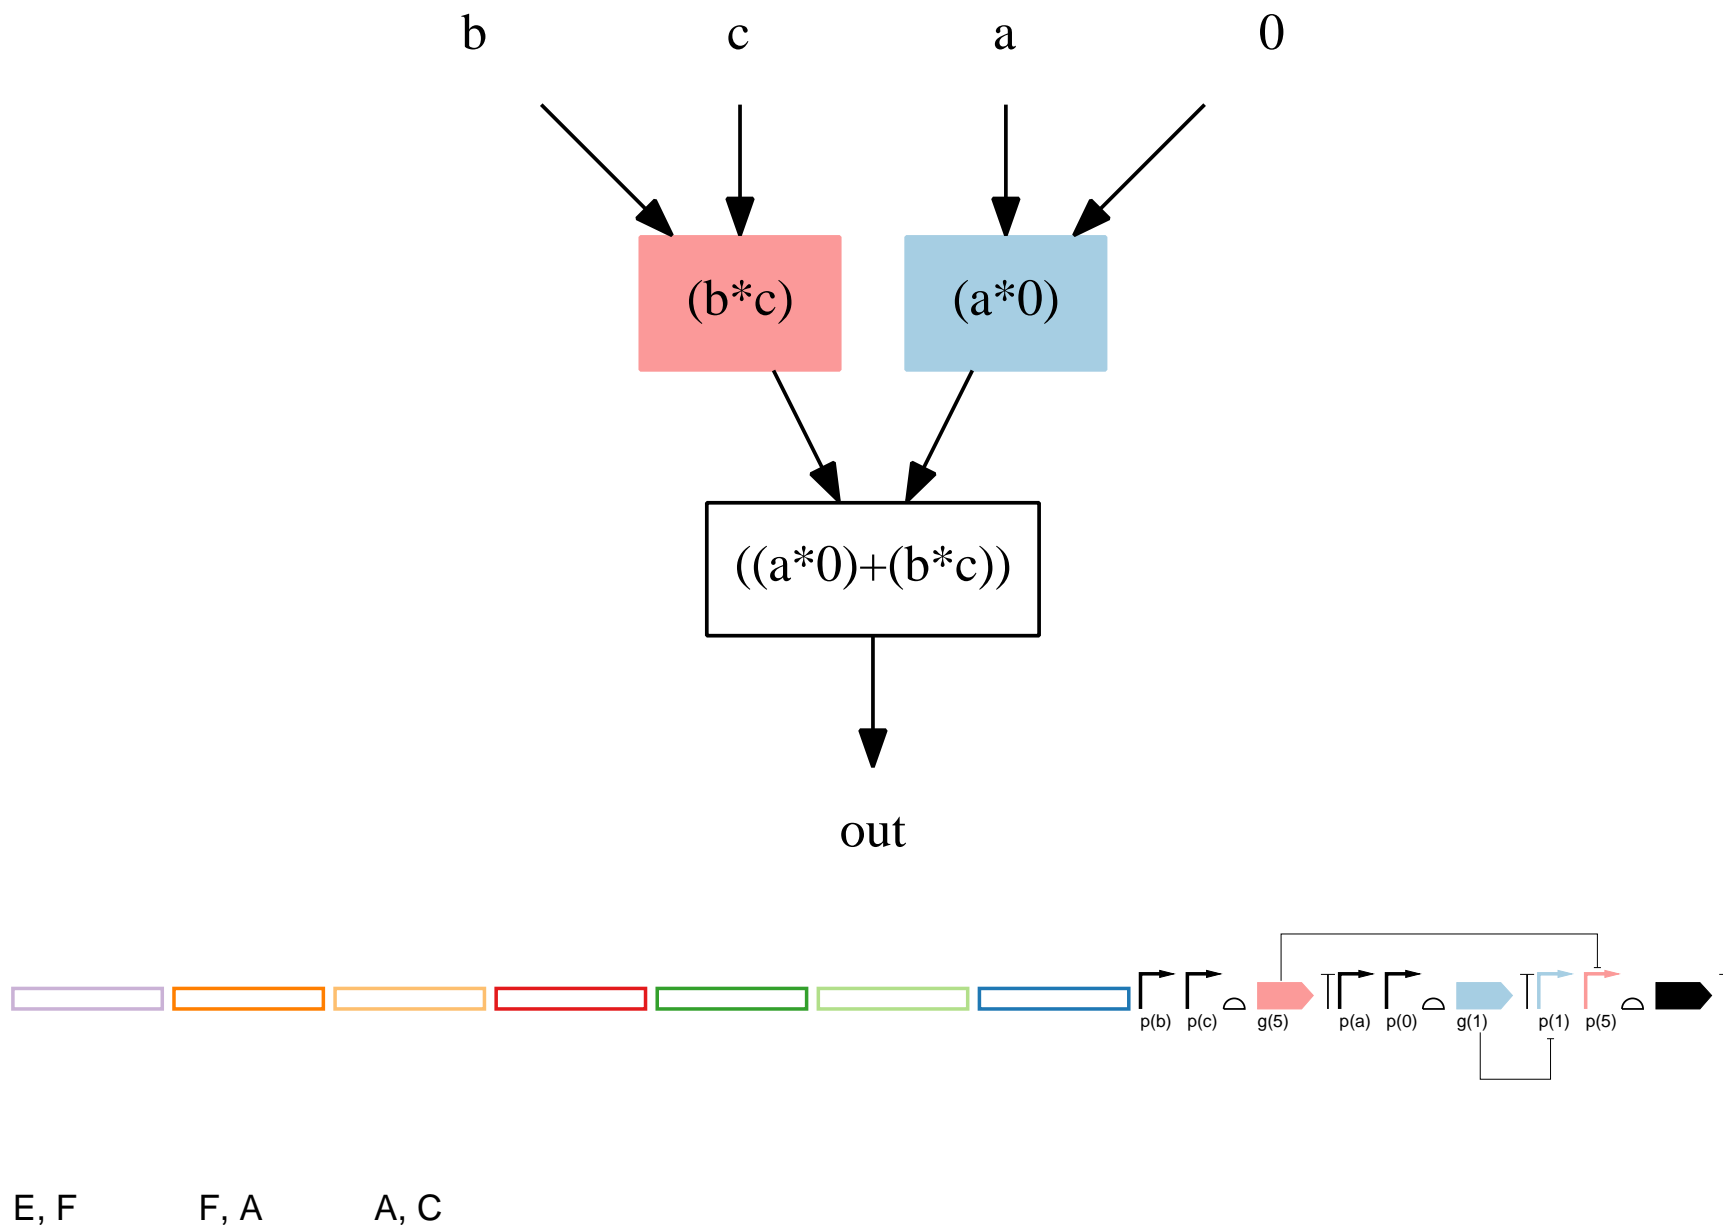 b c a 0
(b*c) (a*0)
((a*0)+(b*c))
out
p(b) p(c) g(5) p(a) p(0) g(1) p(1) p(5)
E, F F, A A, C